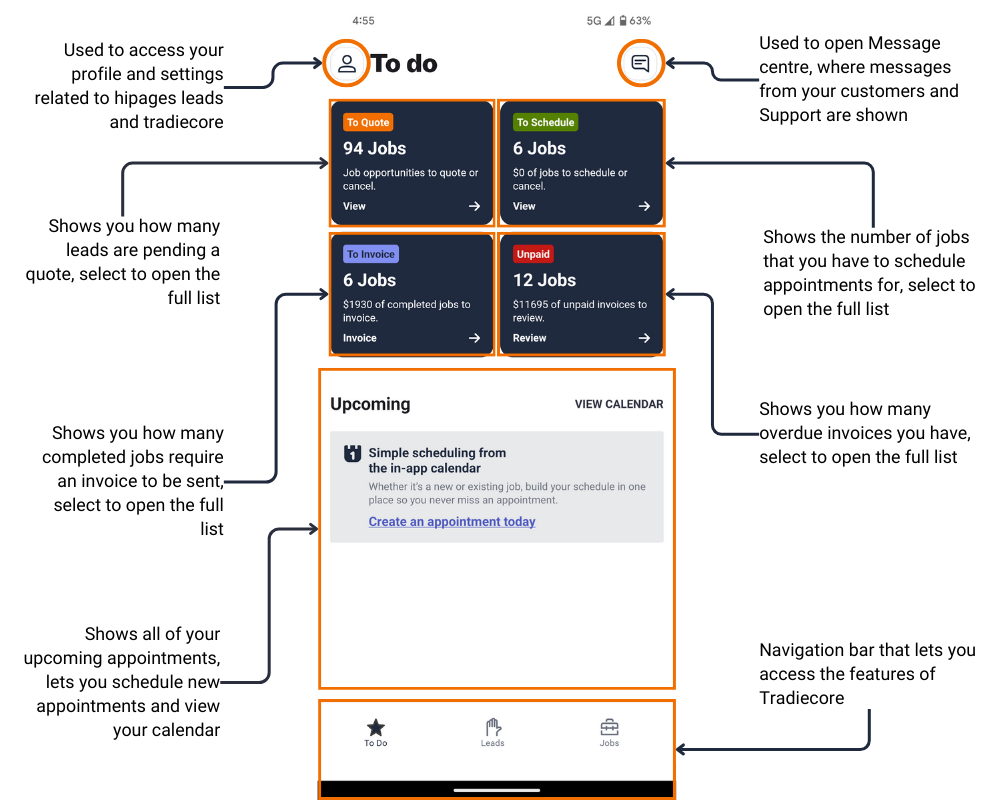 4:55
5G 63%
To do
Used to access your
profile and settings
related to hipages leads
and tradiecore
Used to open Message
centre, where messages
from your customers and
Support are shown
To Quote
94 Jobs
Job opportunities to quote or
cancel.
View
To Schedule
6 Jobs
$0 of jobs to schedule or
cancel.
View
Shows you how many
leads are pending a
quote, select to open the
full list
Shows the number of jobs
that you have to schedule
appointments for, select to
open the full list
To Invoice
6 Jobs
$1930 of completed jobs to
invoice.
Invoice
Unpaid
12 Jobs
$11695 of unpaid invoices to
review.
Review
Shows you how many
completed jobs require
an invoice to be sent,
select to open the full
list
Shows you how many
overdue invoices you have,
select to open the full list
Upcoming
VIEW CALENDAR
1
Simple scheduling from
the in-app calendar
Whether it's a new or existing job, build your schedule in one
place so you never miss an appointment.
Create an appointment today
Shows all of your
upcoming appointments,
lets you schedule new
appointments and view
your calendar
Navigation bar that lets you
access the features of
Tradiecore
To Do
Leads
Jobs